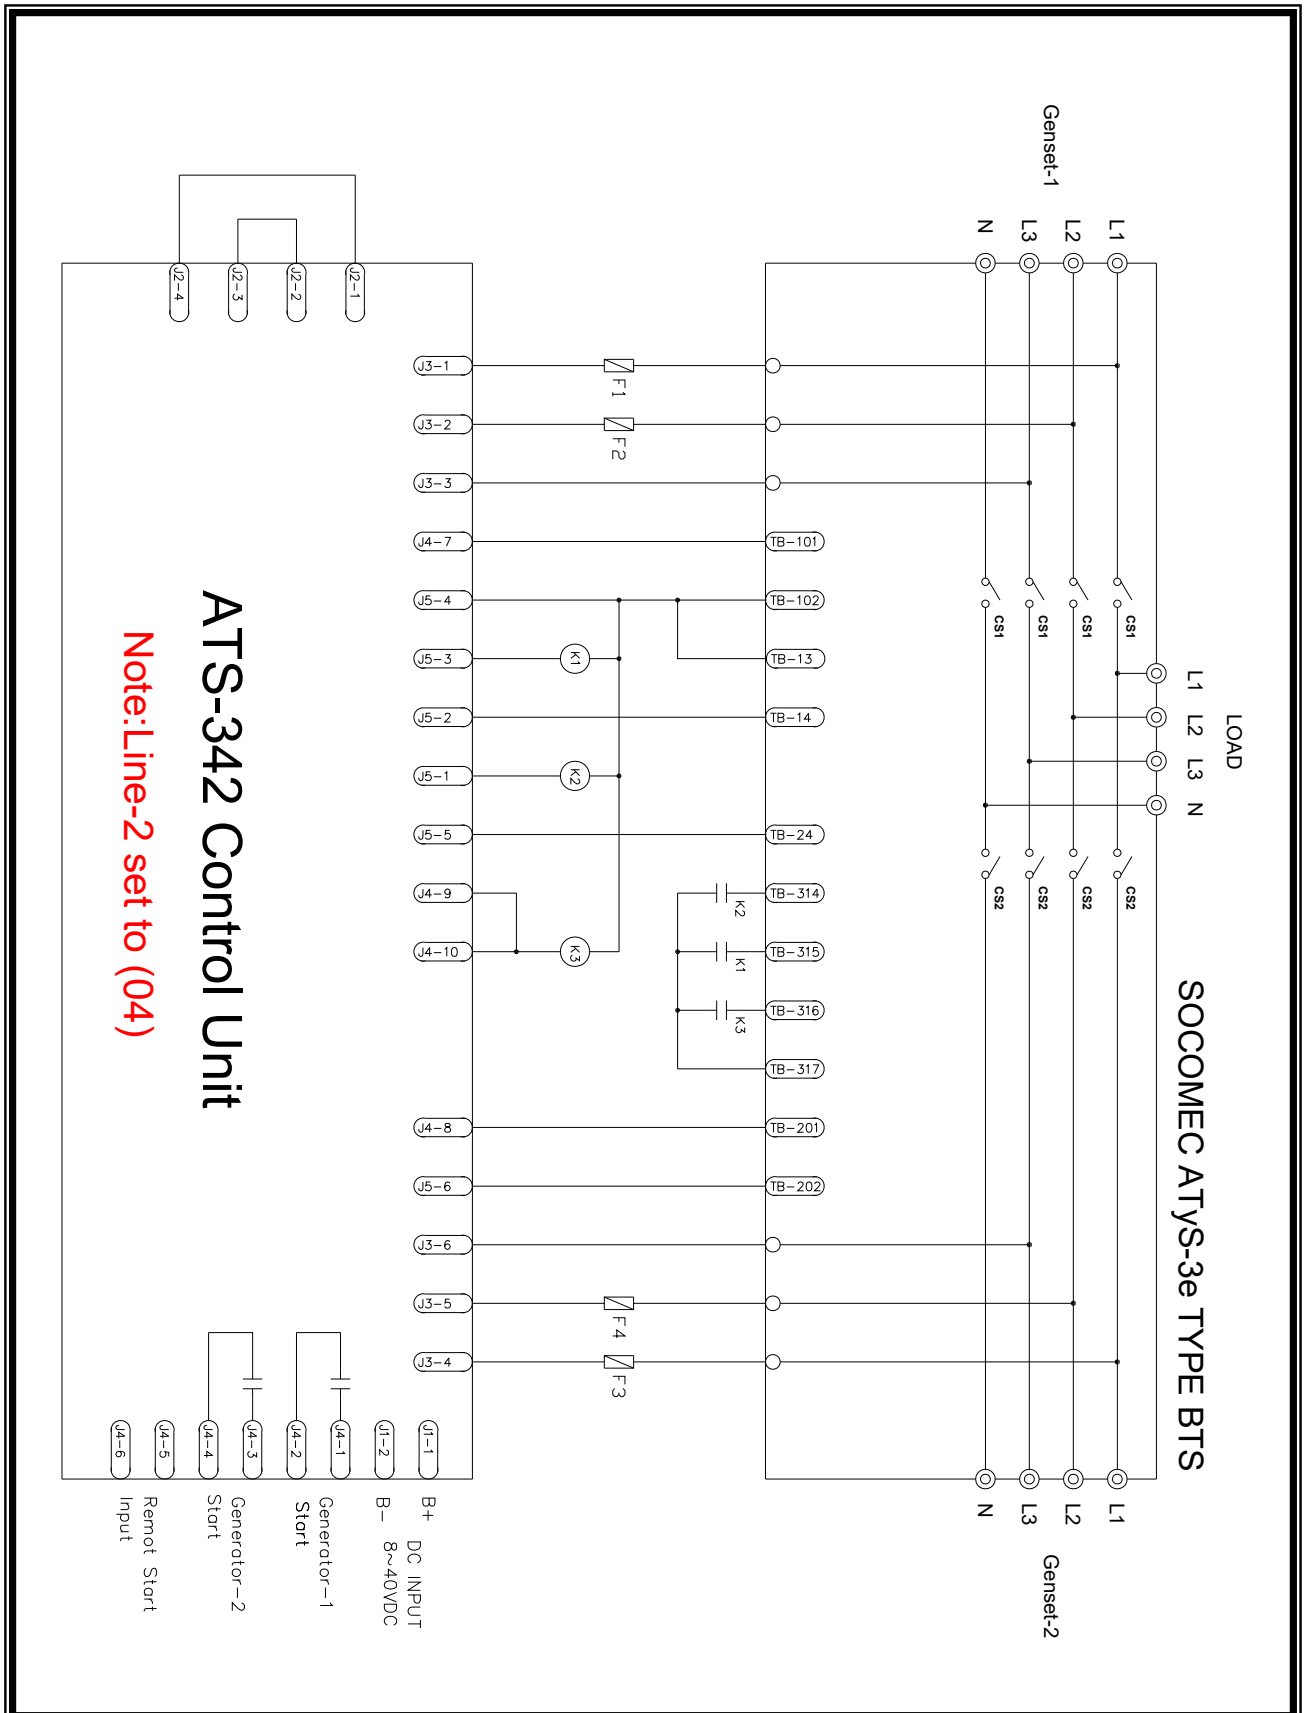 SOCOMEC ATyS-3e TYPE BTS
LOAD
L1 L2 L3 N
Genset-1
L1
L2
L3
N
CS1
CS1
CS1
CS1
CS2
CS2
CS2
CS2
L1
L2
L3
N
Genset-2
TB-101
TB-102
TB-13
TB-14
TB-24
TB-314
TB-315
TB-316
TB-317
TB-201
TB-202
K2
K1
K3
F1
F2
F4
F3
K1
K2
K3
J3-1
J3-2
J3-3
J4-7
J5-4
J5-3
J5-2
J5-1
J5-5
J4-9
J4-10
J4-8
J5-6
J3-6
J3-5
J3-4
J2-1
J2-2
J2-3
J2-4
ATS-342 Control Unit
Note:Line-2 set to (04)
J1-1
B+
DC INPUT
8~40VDC
J1-2
B-
J4-1
J4-2
Generator-1
Start
J4-3
J4-4
Generator-2
Start
J4-5
J4-6
Remot Start
Input